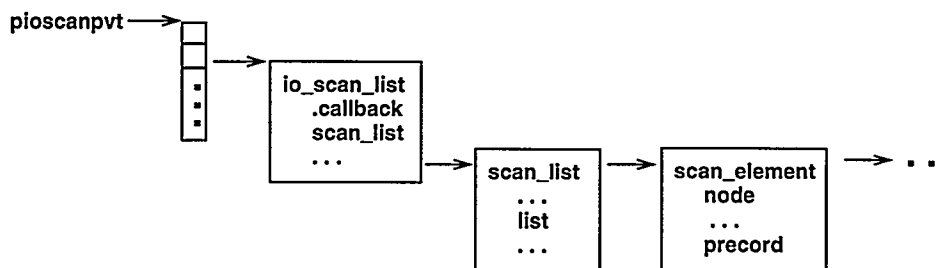 pioscanpvt
io_scan_list
.callback
scan_list
...
scan_list
...
list
...
scan_element
node
...
precord
..